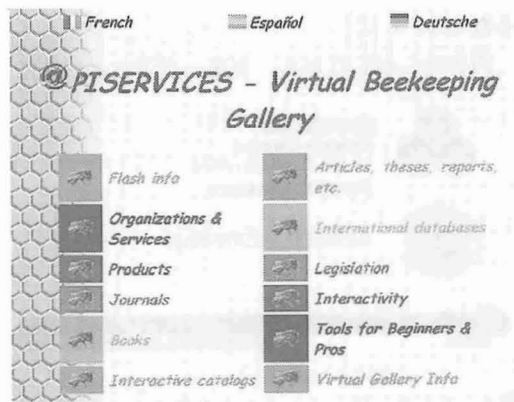 French Español Deutsche
@PISERVICES - Virtual Beekeeping
Gallery
Flash info
Articles, theses, reports,
etc.
Organizations &
Services
International databases
Products
Legislation
Journals
Interactivity
Books
Tools for Beginners &
Pros
Interactive catalogs
Virtual Gallery Info